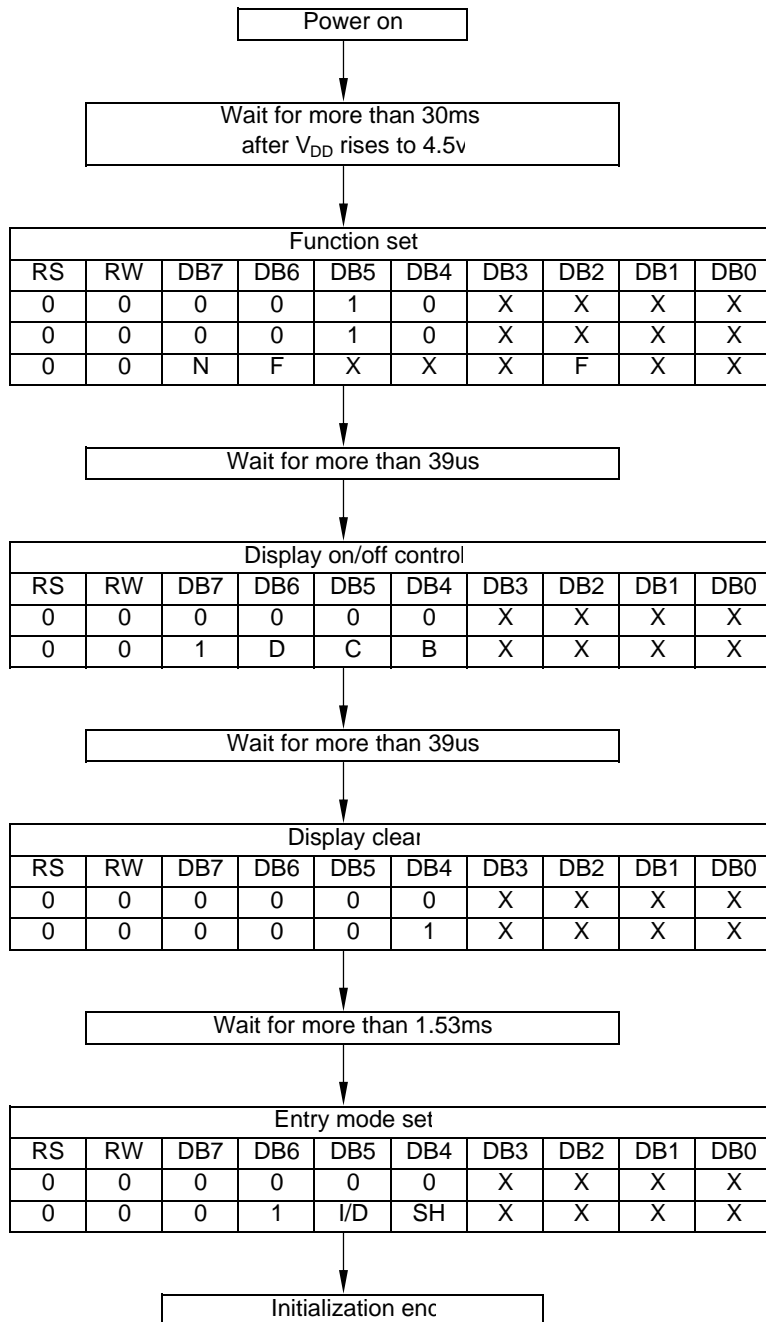 Power on
Wait for more than 30ms
after VDD rises to 4.5v
Function set
RS RW DB7 DB6 DB5 DB4 DB3 DB2 DB1 DB0
0 0 0 0 1 0 X X X X
0 0 0 0 1 0 X X X X
0 0 N F X X X F X X
Wait for more than 39us
Display on/off control
RS RW DB7 DB6 DB5 DB4 DB3 DB2 DB1 DB0
0 0 0 0 0 0 X X X X
0 0 1 D C B X X X X
Wait for more than 39us
Display clear
RS RW DB7 DB6 DB5 DB4 DB3 DB2 DB1 DB0
0 0 0 0 0 0 X X X X
0 0 0 0 0 1 X X X X
Wait for more than 1.53ms
Entry mode set
RS RW DB7 DB6 DB5 DB4 DB3 DB2 DB1 DB0
0 0 0 0 0 0 X X X X
0 0 0 1 I/D SH X X X X
Initialization end